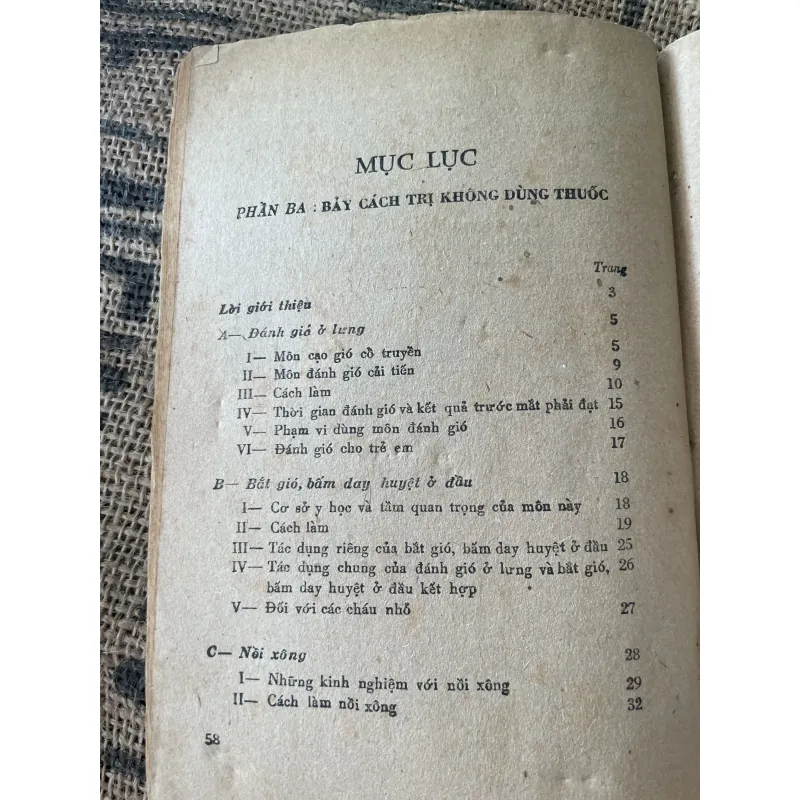 MỤC LỤC
PHẦN BA : BẢY CÁCH TRỊ KHÔNG DÙNG THUỐC
Trang
Lời giới thiệu 3
A— Đánh gió ở lưng 5
I— Môn cạo gió cổ truyền 5
II— Môn đánh gió cải tiến 9
III— Cách làm 10
IV— Thời gian đánh gió và kết quả trước mắt phải đạt 15
V— Phạm vi dùng môn đánh gió 16
VI— Đánh gió cho trẻ em 17
B— Bắt gió, bấm day huyệt ở đầu 18
I— Cơ sở y học và tầm quan trọng của môn này 18
II— Cách làm 19
III— Tác dụng riêng của bắt gió, bấm day huyệt ở đầu 25
IV— Tác dụng chung của đánh gió ở lưng và bắt gió, 26
bấm day huyệt ở đầu kết hợp
V— Đối với các cháu nhỏ 27
C— Nồi xông 28
I— Những kinh nghiệm với nồi xông 29
II— Cách làm nồi xông 32
58